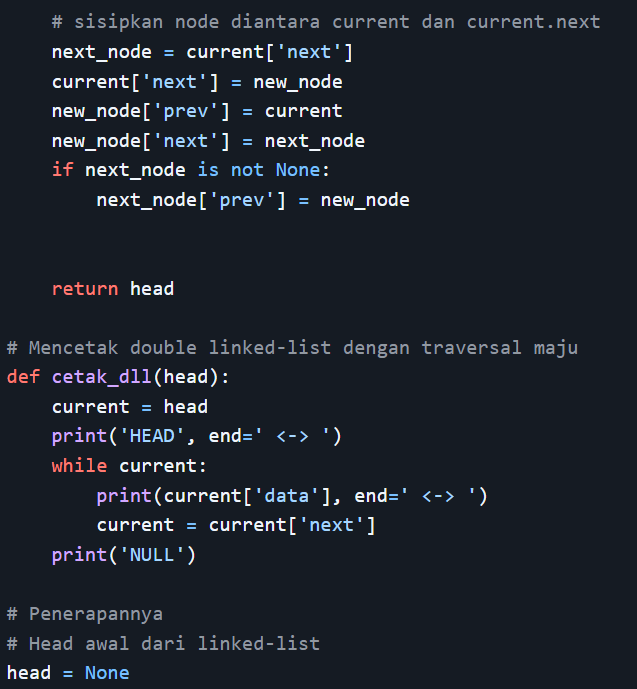 # sisipkan node diantara current dan current.next
next_node = current['next']
current['next'] = new_node
new_node['prev'] = current
new_node['next'] = next_node
if next_node is not None:
next_node['prev'] = new_node
return head
# Mencetak double linked-list dengan traversal maju
def cetak_dll(head):
current = head
print('HEAD', end=' <-> ')
while current:
print(current['data'], end=' <-> ')
current = current['next']
print('NULL')
# Penerapannya
# Head awal dari linked-list
head = None